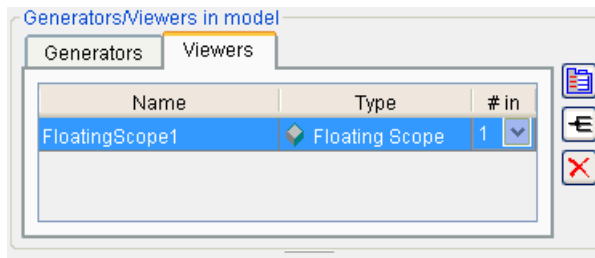 Generators/Viewers in model
Generators Viewers
Name Type # in
FloatingScope1 Floating Scope 1